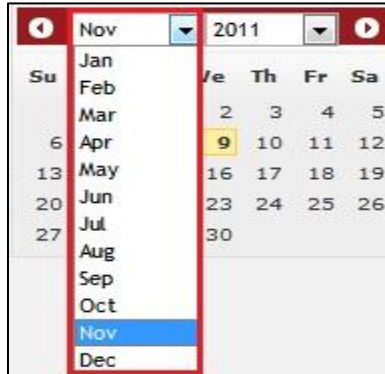 Nov 2011
Jan
Feb
Mar
Apr
May
Jun
Jul
Aug
Sep
Oct
Nov
Dec
Su Th Fr Sa
2 3 4 5
6 9 10 11 12
13 16 17 18 19
20 23 24 25 26
27 30